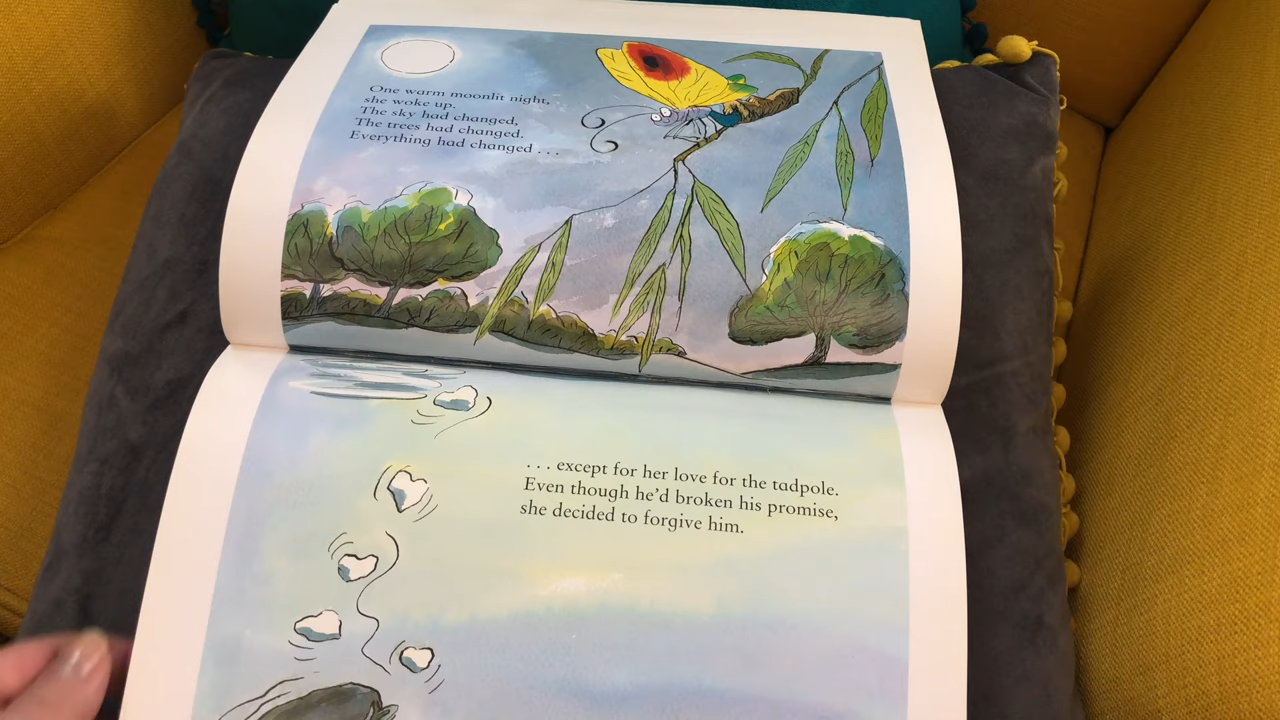 One warm moonlit night,
she woke up.
The sky had changed,
The trees had changed.
Everything had changed . . .
. . . except for her love for the tadpole.
Even though he’d broken his promise,
she decided to forgive him.